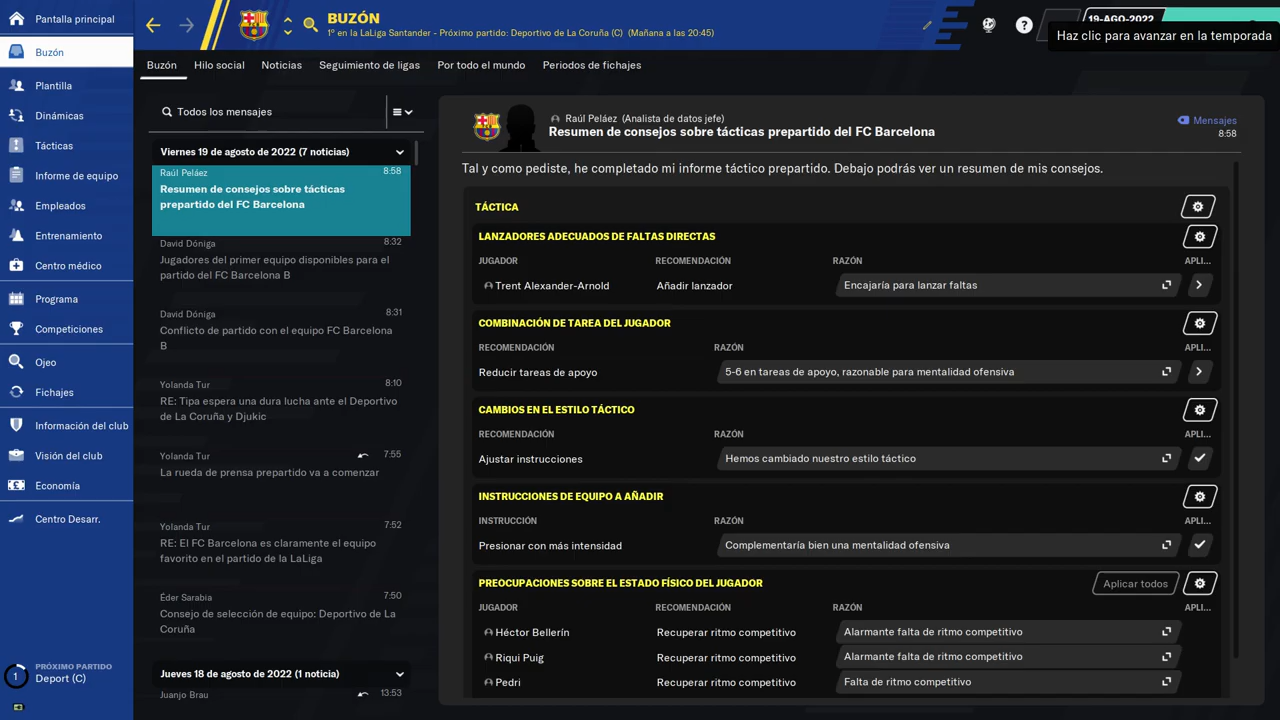 Pantalla principal
Buzón
Plantilla
Dinámicas
Tácticas
Informe de equipo
Empleados
Entrenamiento
Centro médico
Programa
Competiciones
Ojeo
Fichajes
Información del club
Visión del club
Economía
Centro Desarr.
PRÓXIMO PARTIDO
1
Deport (C)
BUZÓN
1º en la LaLiga Santander - Próximo partido: Deportivo de La Coruña (C) (Mañana a las 20:45)
19-AGO-2022
Haz clic para avanzar en la temporada
Buzón
Hilo social
Noticias
Seguimiento de ligas
Por todo el mundo
Periodos de fichajes
Todos los mensajes
Viernes 19 de agosto de 2022 (7 noticias)
Raúl Peláez 8:58
Resumen de consejos sobre tácticas
prepartido del FC Barcelona
David Dóniga 8:32
Jugadores del primer equipo disponibles para el
partido del FC Barcelona B
David Dóniga 8:31
Conflicto de partido con el equipo FC Barcelona
B
Yolanda Tur 8:10
RE: Tipa espera una dura lucha ante el Deportivo
de La Coruña y Djukic
Yolanda Tur 7:55
La rueda de prensa prepartido va a comenzar
Yolanda Tur 7:52
RE: El FC Barcelona es claramente el equipo
favorito en el partido de la LaLiga
Éder Sarabia 7:50
Consejo de selección de equipo: Deportivo de La
Coruña
Jueves 18 de agosto de 2022 (1 noticia)
Juanjo Brau 13:53
Raúl Peláez (Analista de datos jefe)
Resumen de consejos sobre tácticas prepartido del FC Barcelona
Mensajes
8:58
Tal y como pediste, he completado mi informe táctico prepartido. Debajo podrás ver un resumen de mis consejos.
TÁCTICA
LANZADORES ADECUADOS DE FALTAS DIRECTAS
JUGADOR RECOMENDACIÓN RAZÓN APLI...
Trent Alexander-Arnold Añadir lanzador Encajaría para lanzar faltas
COMBINACIÓN DE TAREA DEL JUGADOR
RECOMENDACIÓN RAZÓN APLI...
Reducir tareas de apoyo 5-6 en tareas de apoyo, razonable para mentalidad ofensiva
CAMBIOS EN EL ESTILO TÁCTICO
RECOMENDACIÓN RAZÓN APLI...
Ajustar instrucciones Hemos cambiado nuestro estilo táctico
INSTRUCCIONES DE EQUIPO A AÑADIR
INSTRUCCIÓN RAZÓN APLI...
Presionar con más intensidad Complementaría bien una mentalidad ofensiva
PREOCUPACIONES SOBRE EL ESTADO FÍSICO DEL JUGADOR Aplicar todos
JUGADOR RECOMENDACIÓN RAZÓN APLI...
Héctor Bellerín Recuperar ritmo competitivo Alarmante falta de ritmo competitivo
Riqui Puig Recuperar ritmo competitivo Alarmante falta de ritmo competitivo
Pedri Recuperar ritmo competitivo Falta de ritmo competitivo